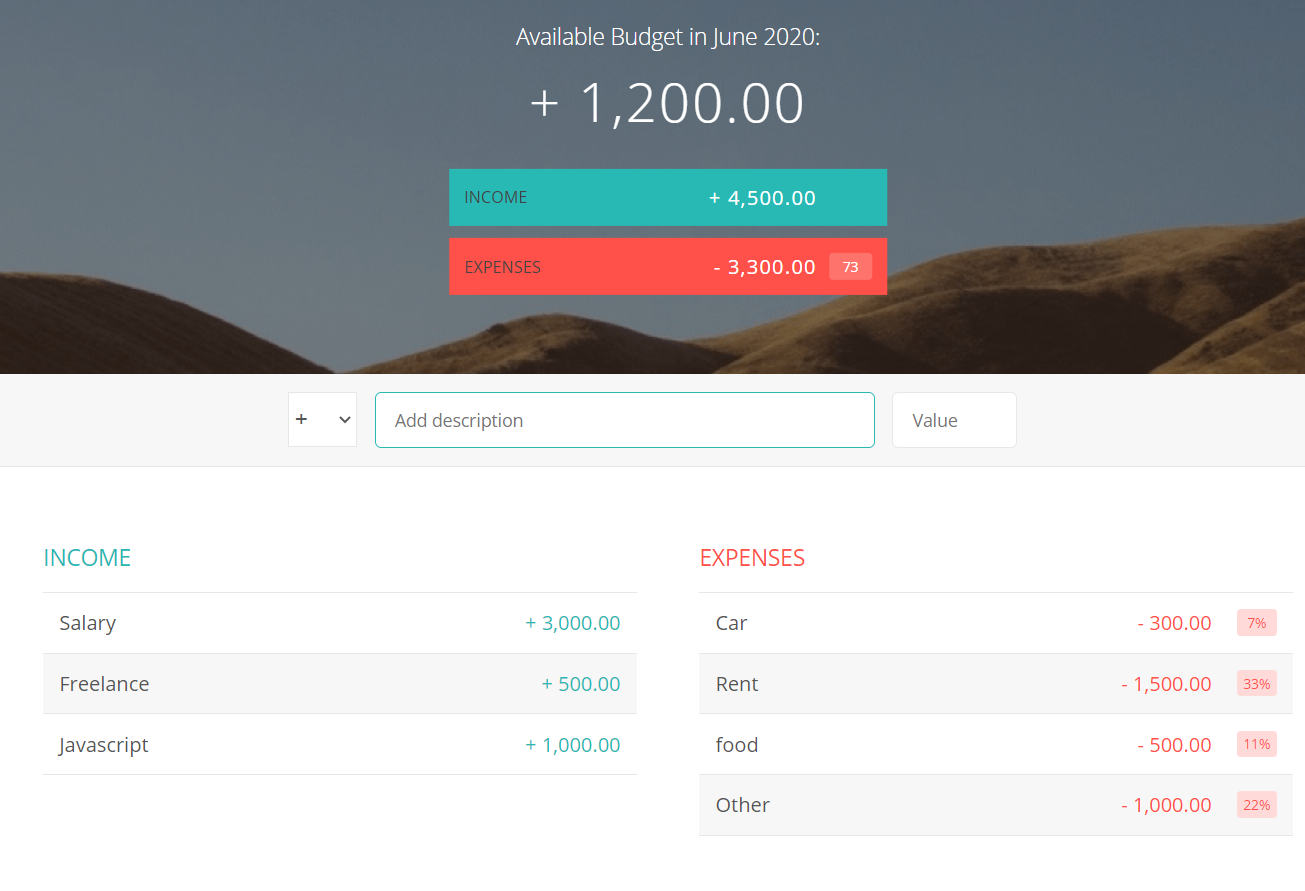 Available Budget in June 2020:
+ 1,200.00
INCOME + 4,500.00
EXPENSES - 3,300.00 73
+ Add description Value
INCOME
Salary + 3,000.00
Freelance + 500.00
Javascript + 1,000.00
EXPENSES
Car - 300.00 7%
Rent - 1,500.00 33%
food - 500.00 11%
Other - 1,000.00 22%